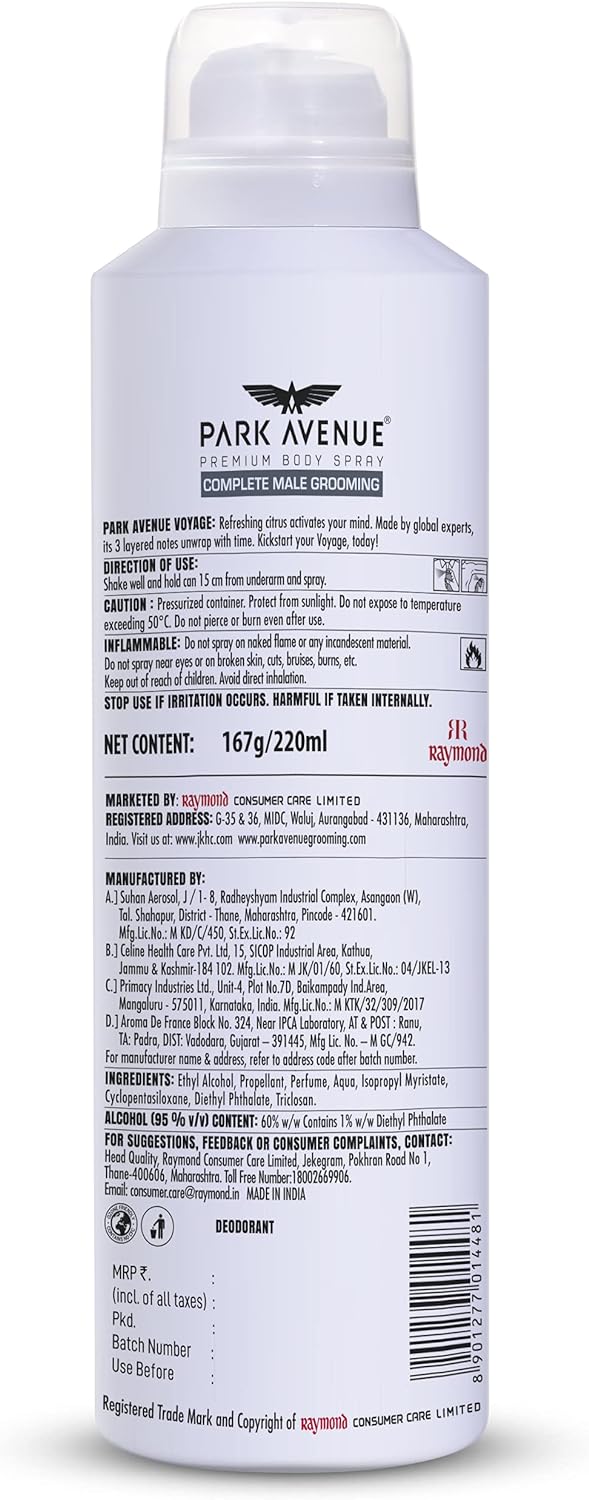 PARK AVENUE®
PREMIUM BODY SPRAY
COMPLETE MALE GROOMING
PARK AVENUE VOYAGE: Refreshing citrus activates your mind. Made by global experts,
its 3 layered notes unwrap with time. Kickstart your Voyage, today!
DIRECTION OF USE:
Shake well and hold can 15 cm from underarm and spray.
CAUTION : Pressurized container. Protect from sunlight. Do not expose to temperature
exceeding 50°C. Do not pierce or burn even after use.
INFLAMMABLE: Do not spray on naked flame or any incandescent material.
Do not spray near eyes or on broken skin, cuts, bruises, burns, etc.
Keep out of reach of children. Avoid direct inhalation.
STOP USE IF IRRITATION OCCURS. HARMFUL IF TAKEN INTERNALLY.
NET CONTENT: 167g/220ml
Raymond
MARKETED BY: Raymond CONSUMER CARE LIMITED
REGISTERED ADDRESS: G-35 & 36, MIDC, Waluj, Aurangabad - 431136, Maharashtra,
India. Visit us at: www.jkhc.com www.parkavenuegrooming.com
MANUFACTURED BY:
A.] Suhan Aerosol, J / 1- 8, Radheyshyam Industrial Complex, Asangaon (W),
Tal. Shahapur, District - Thane, Maharashtra, Pincode - 421601.
Mfg.Lic.No.: M KD/C/450, St.Ex.Lic.No.: 92
B.] Celine Health Care Pvt. Ltd, 15, SICOP Industrial Area, Kathua,
Jammu & Kashmir-184 102. Mfg.Lic.No.: M JK/01/60, St.Ex.Lic.No.: 04/JKEL-13
C.] Primacy Industries Ltd., Unit-4, Plot No.7D, Baikampady Ind.Area,
Mangaluru - 575011, Karnataka, India. Mfg.Lic.No.: M KTK/32/309/2017
D.] Aroma De France Block No. 324, Near IPCA Laboratory, AT & POST : Ranu,
TA: Padra, DIST: Vadodara, Gujarat – 391445, Mfg Lic. No. – M GC/942.
For manufacturer name & address, refer to address code after batch number.
INGREDIENTS: Ethyl Alcohol, Propellant, Perfume, Aqua, Isopropyl Myristate,
Cyclopentasiloxane, Diethyl Phthalate, Triclosan.
ALCOHOL (95 % v/v) CONTENT: 60% w/w Contains 1% w/w Diethyl Phthalate
FOR SUGGESTIONS, FEEDBACK OR CONSUMER COMPLAINTS, CONTACT:
Head Quality, Raymond Consumer Care Limited, Jekegram, Pokhran Road No 1,
Thane-400606, Maharashtra. Toll Free Number:18002669906.
Email: consumer.care@raymond.in MADE IN INDIA
DEODORANT
MRP ₹. :
(incl. of all taxes) :
Pkd. :
Batch Number :
Use Before :
8 901277 014481
Registered Trade Mark and Copyright of Raymond CONSUMER CARE LIMITED